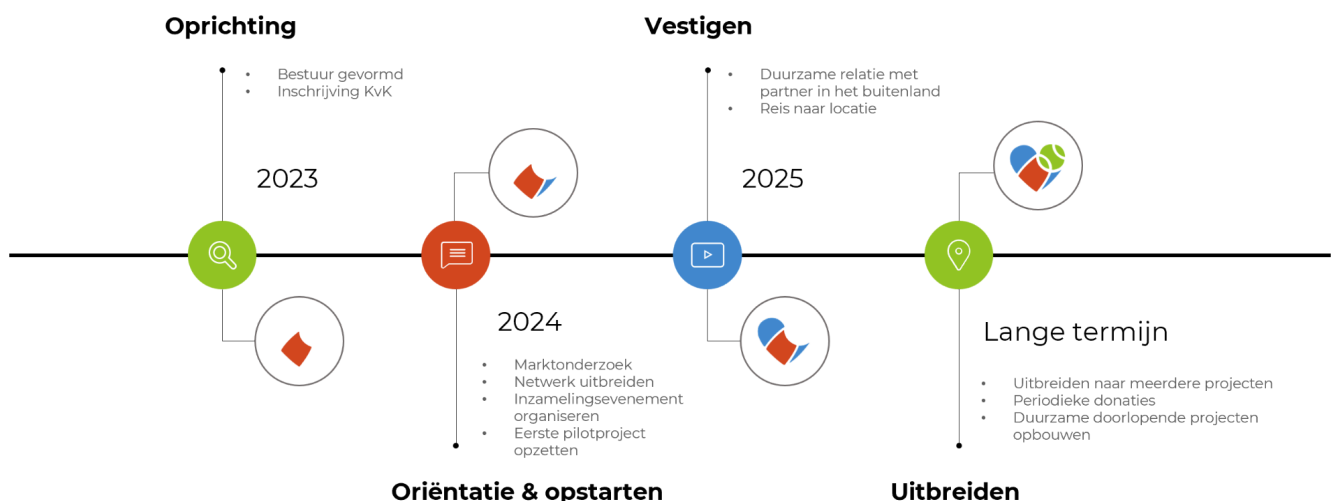 Oprichting
• Bestuur gevormd
• Inschrijving KvK
2023
2024
• Marktonderzoek
• Netwerk uitbreiden
• Inzamelingsevenement
organiseren
• Eerste pilotproject
opzetten
Oriëntatie & opstarten
Vestigen
• Duurzame relatie met
partner in het buitenland
• Reis naar locatie
2025
Lange termijn
• Uitbreiden naar meerdere projecten
• Periodieke donaties
• Duurzame doorlopende projecten
opbouwen
Uitbreiden